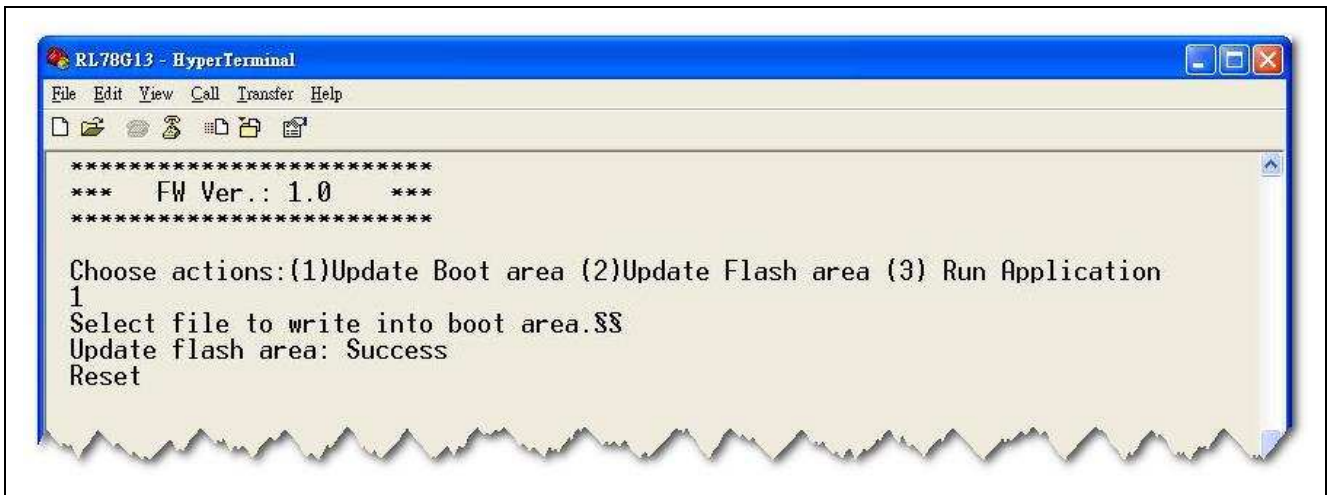 RL78G13 - HyperTerminal
File Edit View Call Transfer Help
*************************
***   FW Ver.: 1.0    ***
*************************
Choose actions:(1)Update Boot area (2)Update Flash area (3) Run Application
1
Select file to write into boot area.§§
Update flash area: Success
Reset